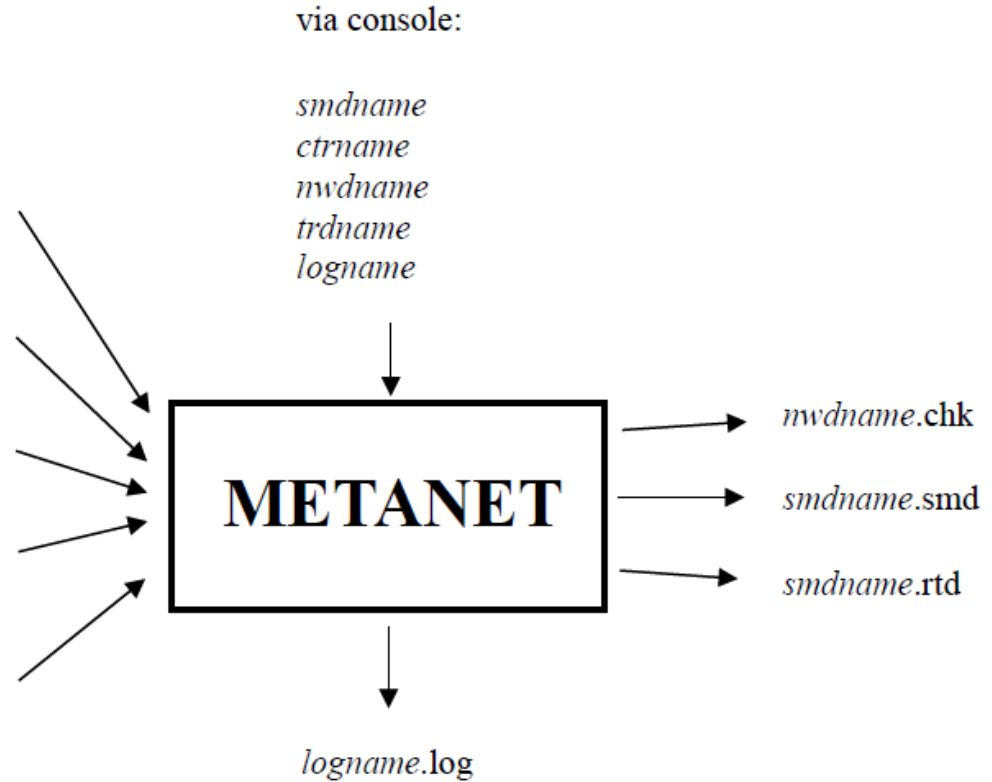 via console:
smdname
ctrname
nwdname
trdname
logname
METANET
nwdname.chk
smdname.smd
smdname.rtd
logname.log